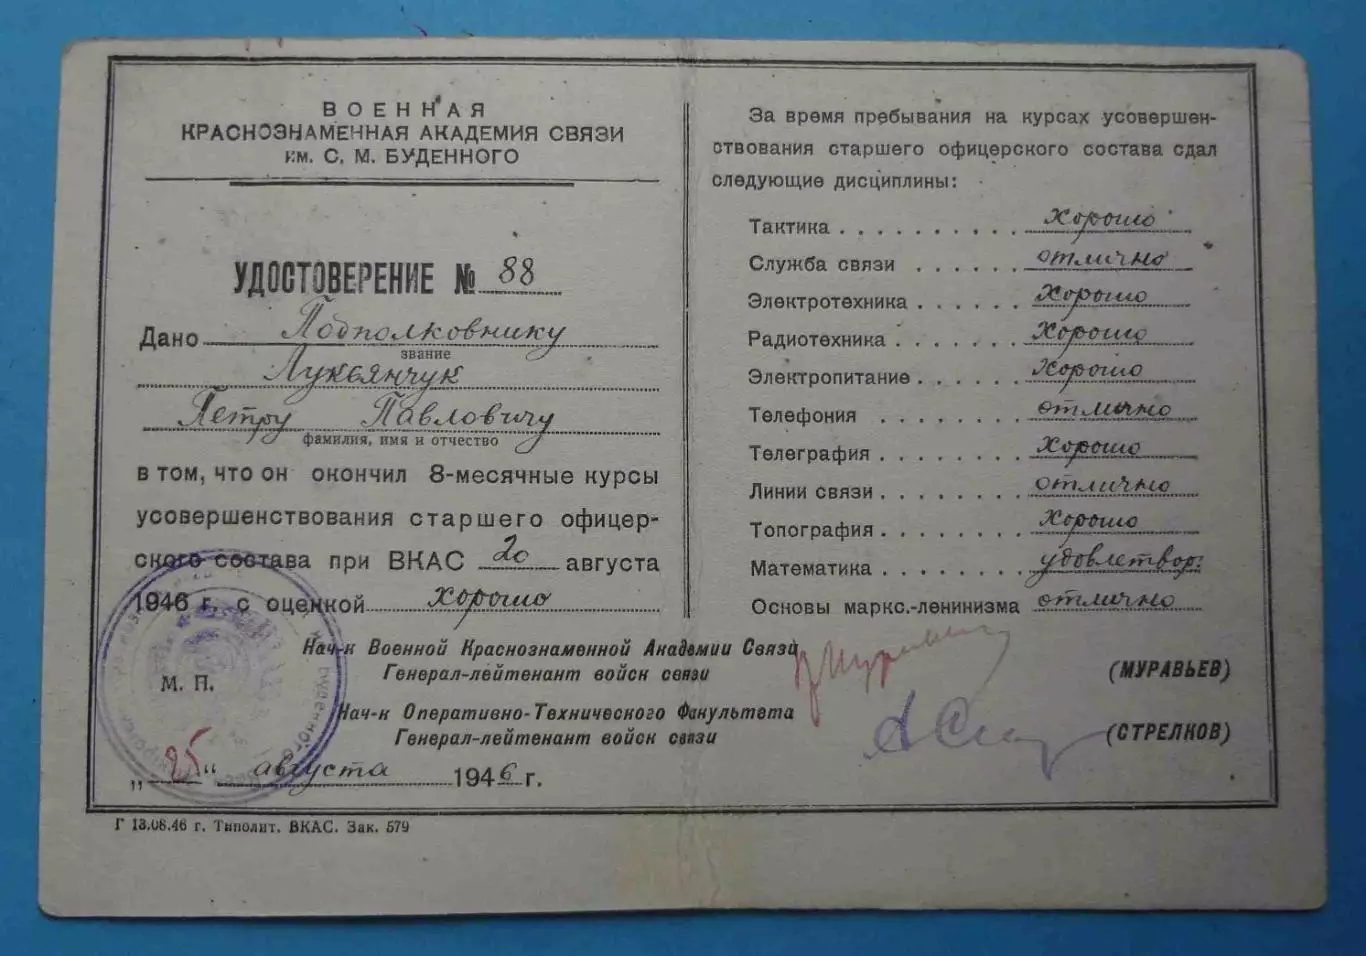 ВОЕННАЯ
КРАСНОЗНАМЕННАЯ АКАДЕМИЯ СВЯЗИ
им. С. М. БУДЕННОГО
УДОСТОВЕРЕНИЕ № 88
Дано Подполковнику
звание
Лукьянчук
Петру Павловичу
фамилия, имя и отчество
в том, что он окончил 8-месячные курсы
усовершенствования старшего офицер-
ского состава при ВКАС 20 августа
1946 г. с оценкой хорошо
За время пребывания на курсах усовершен-
ствования старшего офицерского состава сдал
следующие дисциплины:
Тактика . . . . . . . . . . хорошо
Служба связи . . . . . . отлично
Электротехника . . . . . . хорошо
Радиотехника . . . . . . . хорошо
Электропитание . . . . . . хорошо
Телефония . . . . . . . . отлично
Телеграфия . . . . . . . . хорошо
Линии связи . . . . . . . . отлично
Топография . . . . . . . . хорошо
Математика . . . . . . . . удовлетвор.
Основы маркс.-ленинизма отлично
Нач-к Военной Краснознаменной Академии Связи
Генерал-лейтенант войск связи (МУРАВЬЕВ)
М. П.
Нач-к Оперативно-Технического Факультета
Генерал-лейтенант войск связи (СТРЕЛКОВ)
„25“ августа 1946 г.
Г 13.08.46 г. Типолит. ВКАС. Зак. 579